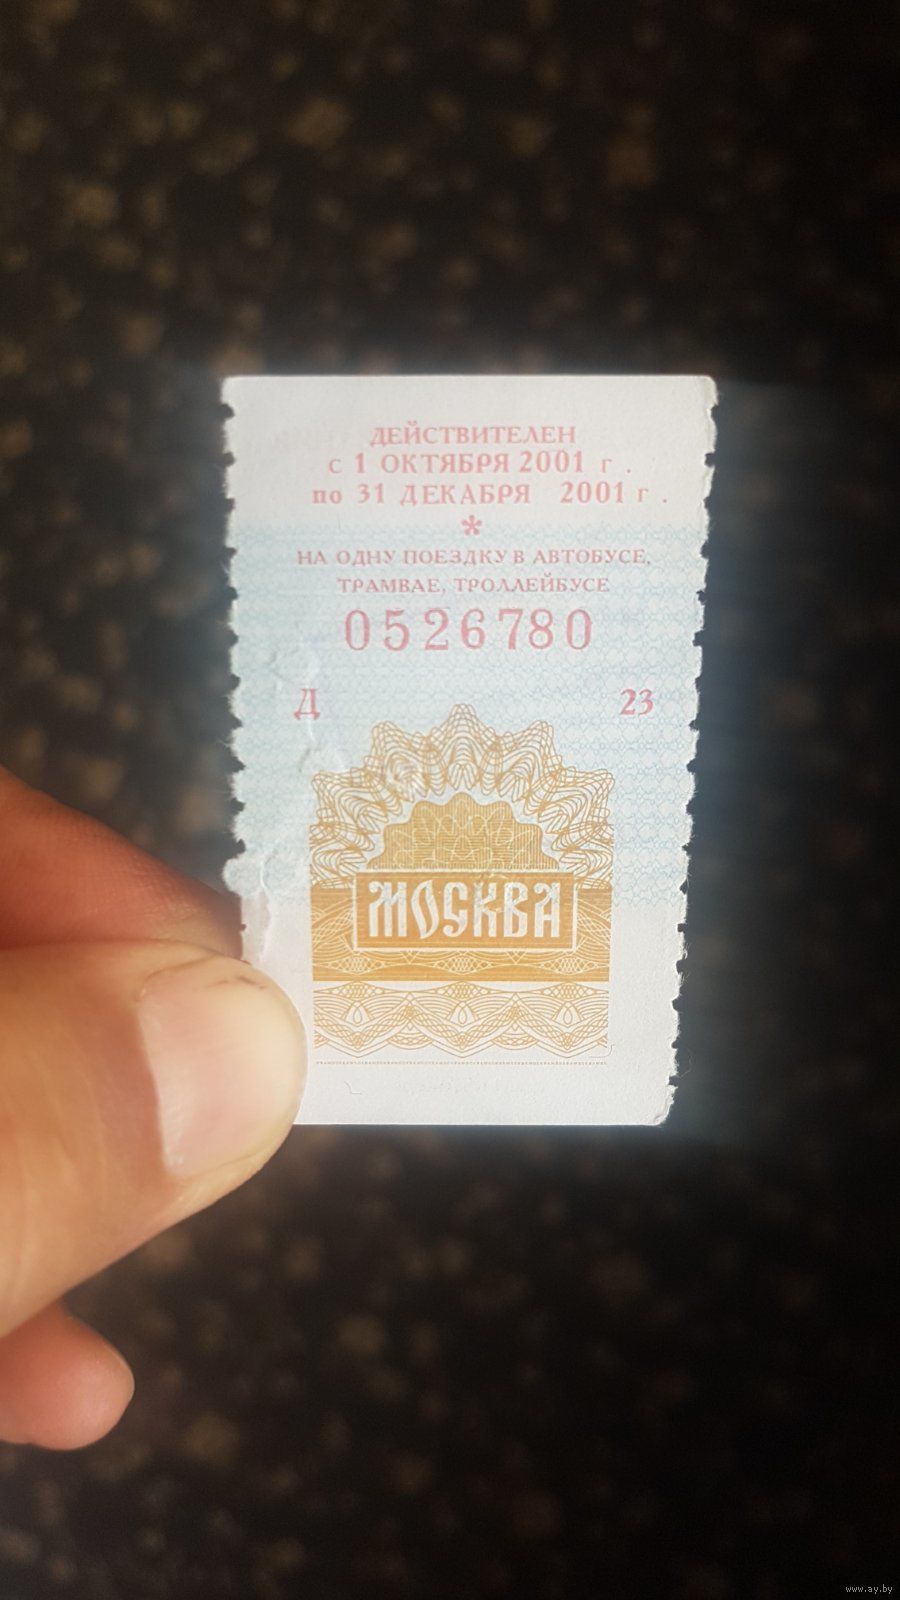 ДЕЙСТВИТЕЛЕН
с 1 ОКТЯБРЯ 2001 г .
по 31 ДЕКАБРЯ 2001 г .
*
НА ОДНУ ПОЕЗДКУ В АВТОБУСЕ,
ТРАМВАЕ, ТРОЛЛЕЙБУСЕ
0526780
Д 23
МОСКВА
www.ay.by